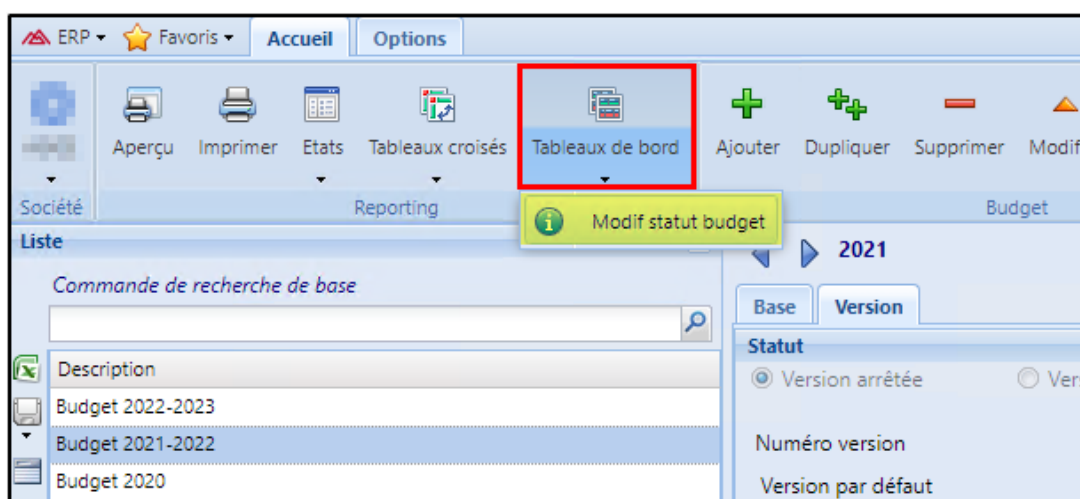 ERP Favoris Accueil Options
Aperçu Imprimer Etats Tableaux croisés Tableaux de bord Ajouter Dupliquer Supprimer Modif
Société Reporting Budget
Modif statut budget
Liste
2021
Commande de recherche de base
Base Version
Statut
Description
Version arrêtée Vers
Budget 2022-2023
Budget 2021-2022
Numéro version
Budget 2020
Version par défaut